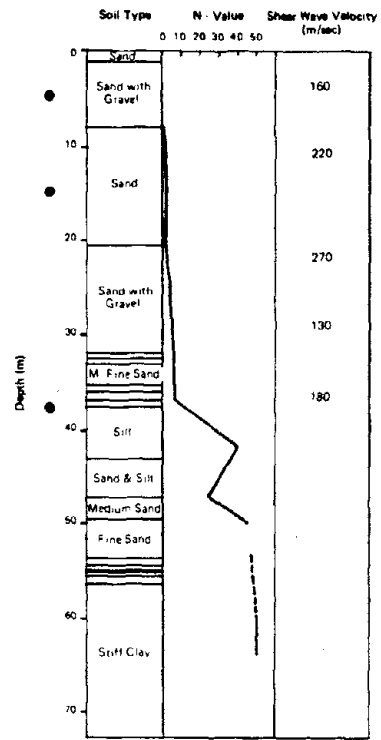 Soil Type N - Value Shear Wave Velocity
(m/sec)
0 10 20 30 40 50
0
Sand
Sand with
Gravel
160
10
220
Sand
20
270
Sand with
Gravel
30
130
M. Fine Sand
180
Depth (m)
40
Silt
Sand & Silt
Medium Sand
50
Fine Sand
60
Stiff Clay
70